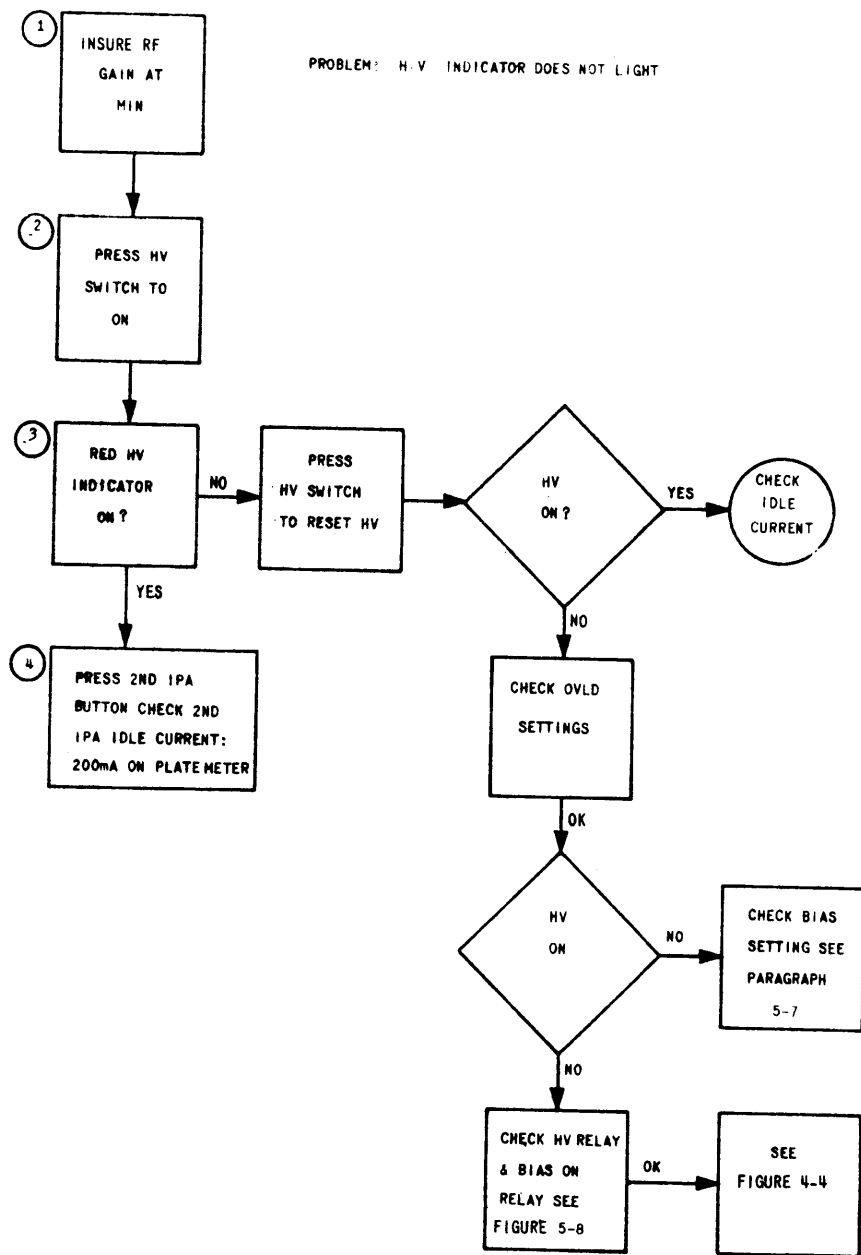 PROBLEM: H.V INDICATOR DOES NOT LIGHT
1
INSURE RF
GAIN AT
MIN
2
PRESS HV
SWITCH TO
ON
3
RED HV
INDICATOR
ON?
NO
PRESS
HV SWITCH
TO RESET HV
HV
ON?
YES
CHECK
IDLE
CURRENT
YES
4
PRESS 2ND IPA
BUTTON CHECK 2ND
IPA IDLE CURRENT:
200mA ON PLATE METER
NO
CHECK OVLD
SETTINGS
OK
HV
ON
NO
CHECK BIAS
SETTING SEE
PARAGRAPH
5-7
NO
CHECK HV RELAY
& BIAS ON
RELAY SEE
FIGURE 5-8
OK
SEE
FIGURE 4-4